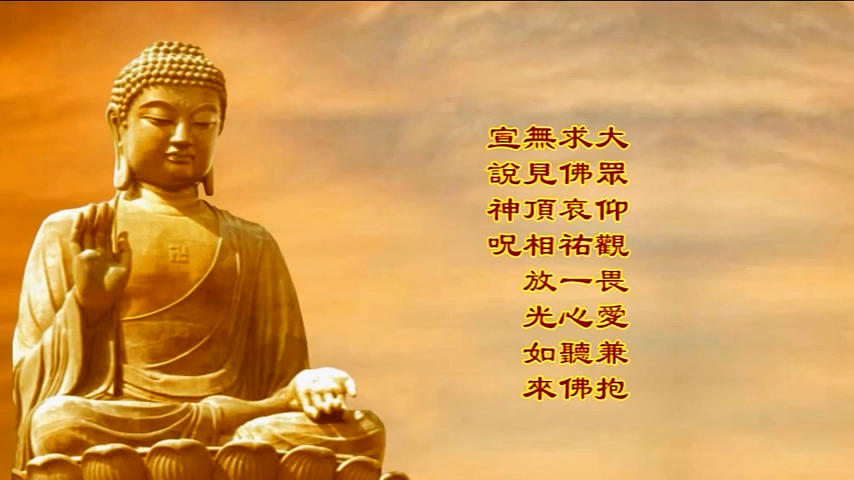 大眾仰觀畏愛兼抱
求佛哀祐一心聽佛
無見頂相放光如來
宣說神呪